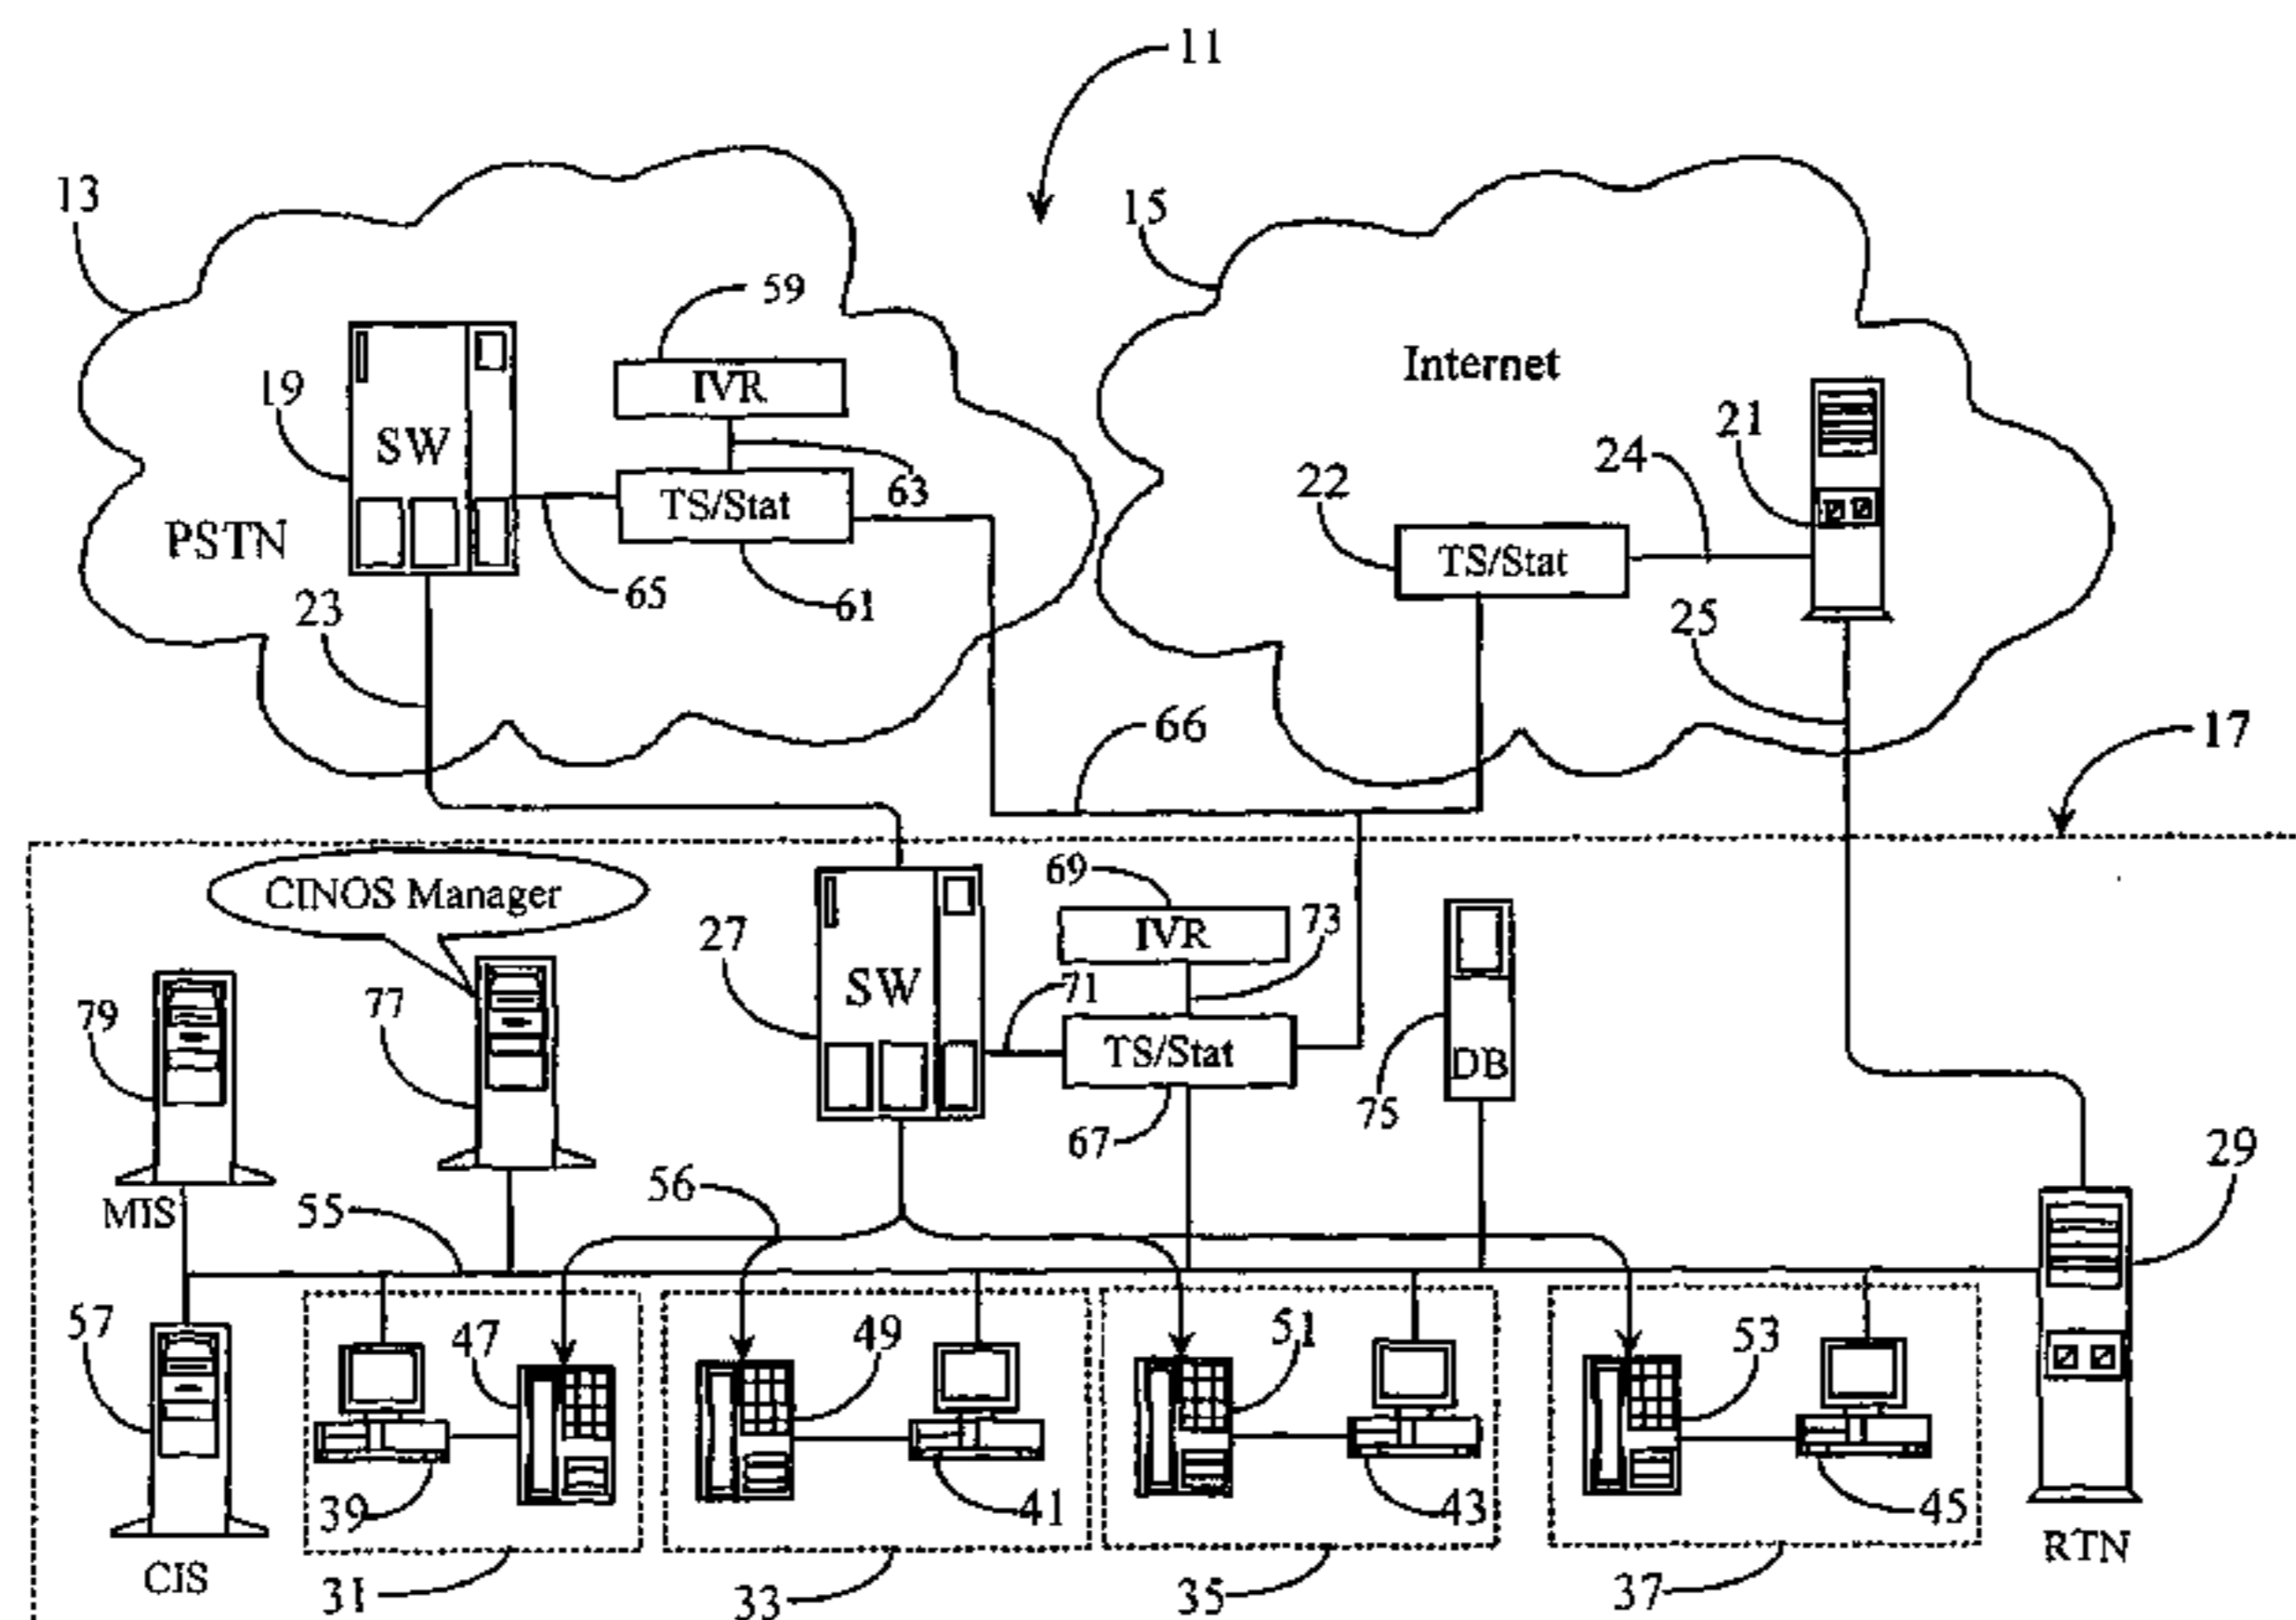 11
13
15
59
IVR
Internet
19
SW
21
24
TS/Stat
63
22
PSTN
TS/Stat
65
61
23
25
66
17
CINOS Manager
69
27
IVR
73
79
77
SW
71
TS/Stat
DB
75
67
29
MIS
55
56
57
47
49
51
53
39
41
43
45
CIS
RTN
31
33
35
37